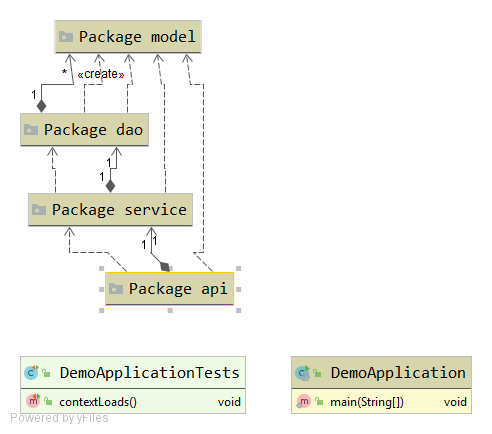 Package model
* «create»
1
Package dao
1
1
Package service
1 1
Package api
DemoApplicationTests
contextLoads() void
DemoApplication
main(String[]) void
Powered by yFiles